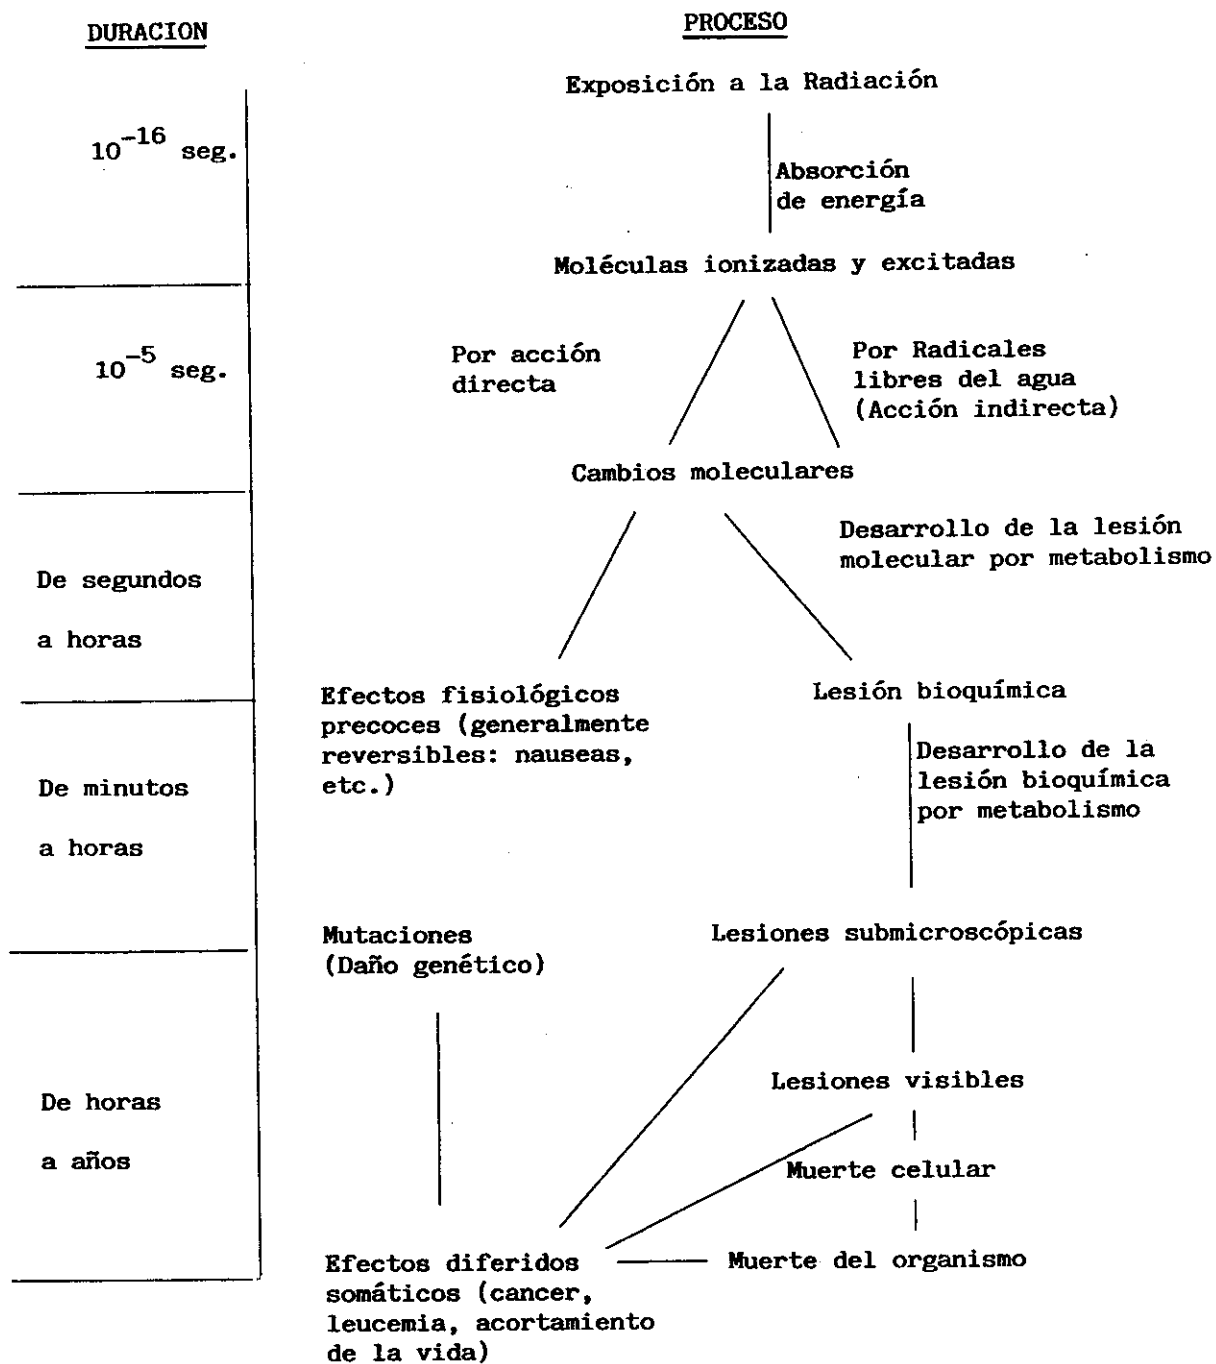 DURACION
PROCESO
Exposición a la Radiación
10⁻¹⁶ seg.
Absorción
de energía
Moléculas ionizadas y excitadas
10⁻⁵ seg.
Por acción
directa
Por Radicales
libres del agua
(Acción indirecta)
Cambios moleculares
Desarrollo de la lesión
molecular por metabolismo
De segundos
a horas
Efectos fisiológicos
precoces (generalmente
reversibles: nauseas,
etc.)
Lesión bioquímica
Desarrollo de la
lesión bioquímica
por metabolismo
De minutos
a horas
Mutaciones
(Daño genético)
Lesiones submicroscópicas
Lesiones visibles
De horas
a años
Muerte celular
Efectos diferidos
somáticos (cancer,
leucemia, acortamiento
de la vida)
Muerte del organismo